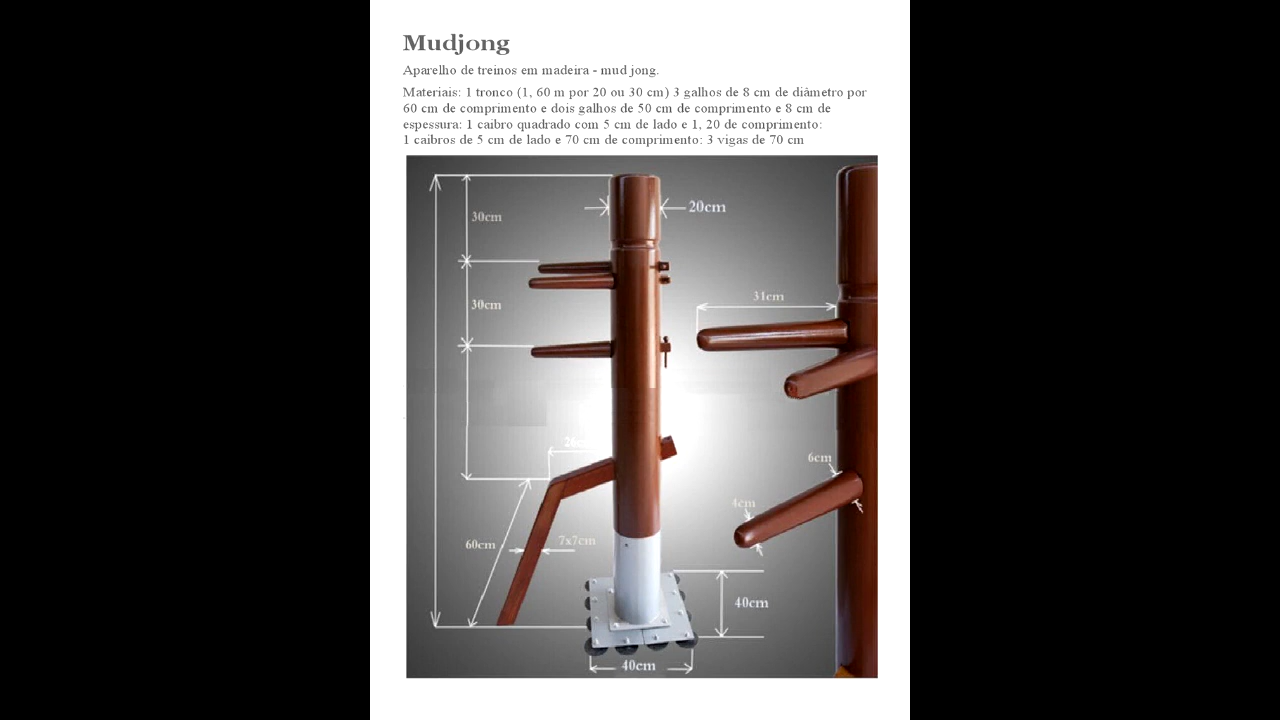 Mudjong
Aparelho de treinos em madeira - mud jong.
Materiais: 1 tronco (1, 60 m por 20 ou 30 cm) 3 galhos de 8 cm de diâmetro por
60 cm de comprimento e dois galhos de 50 cm de comprimento e 8 cm de
espessura: 1 caibro quadrado com 5 cm de lado e 1, 20 de comprimento:
1 caibros de 5 cm de lado e 70 cm de comprimento: 3 vigas de 70 cm
30cm
20cm
30cm
31cm
6cm
4cm
60cm
7x7cm
40cm
40cm